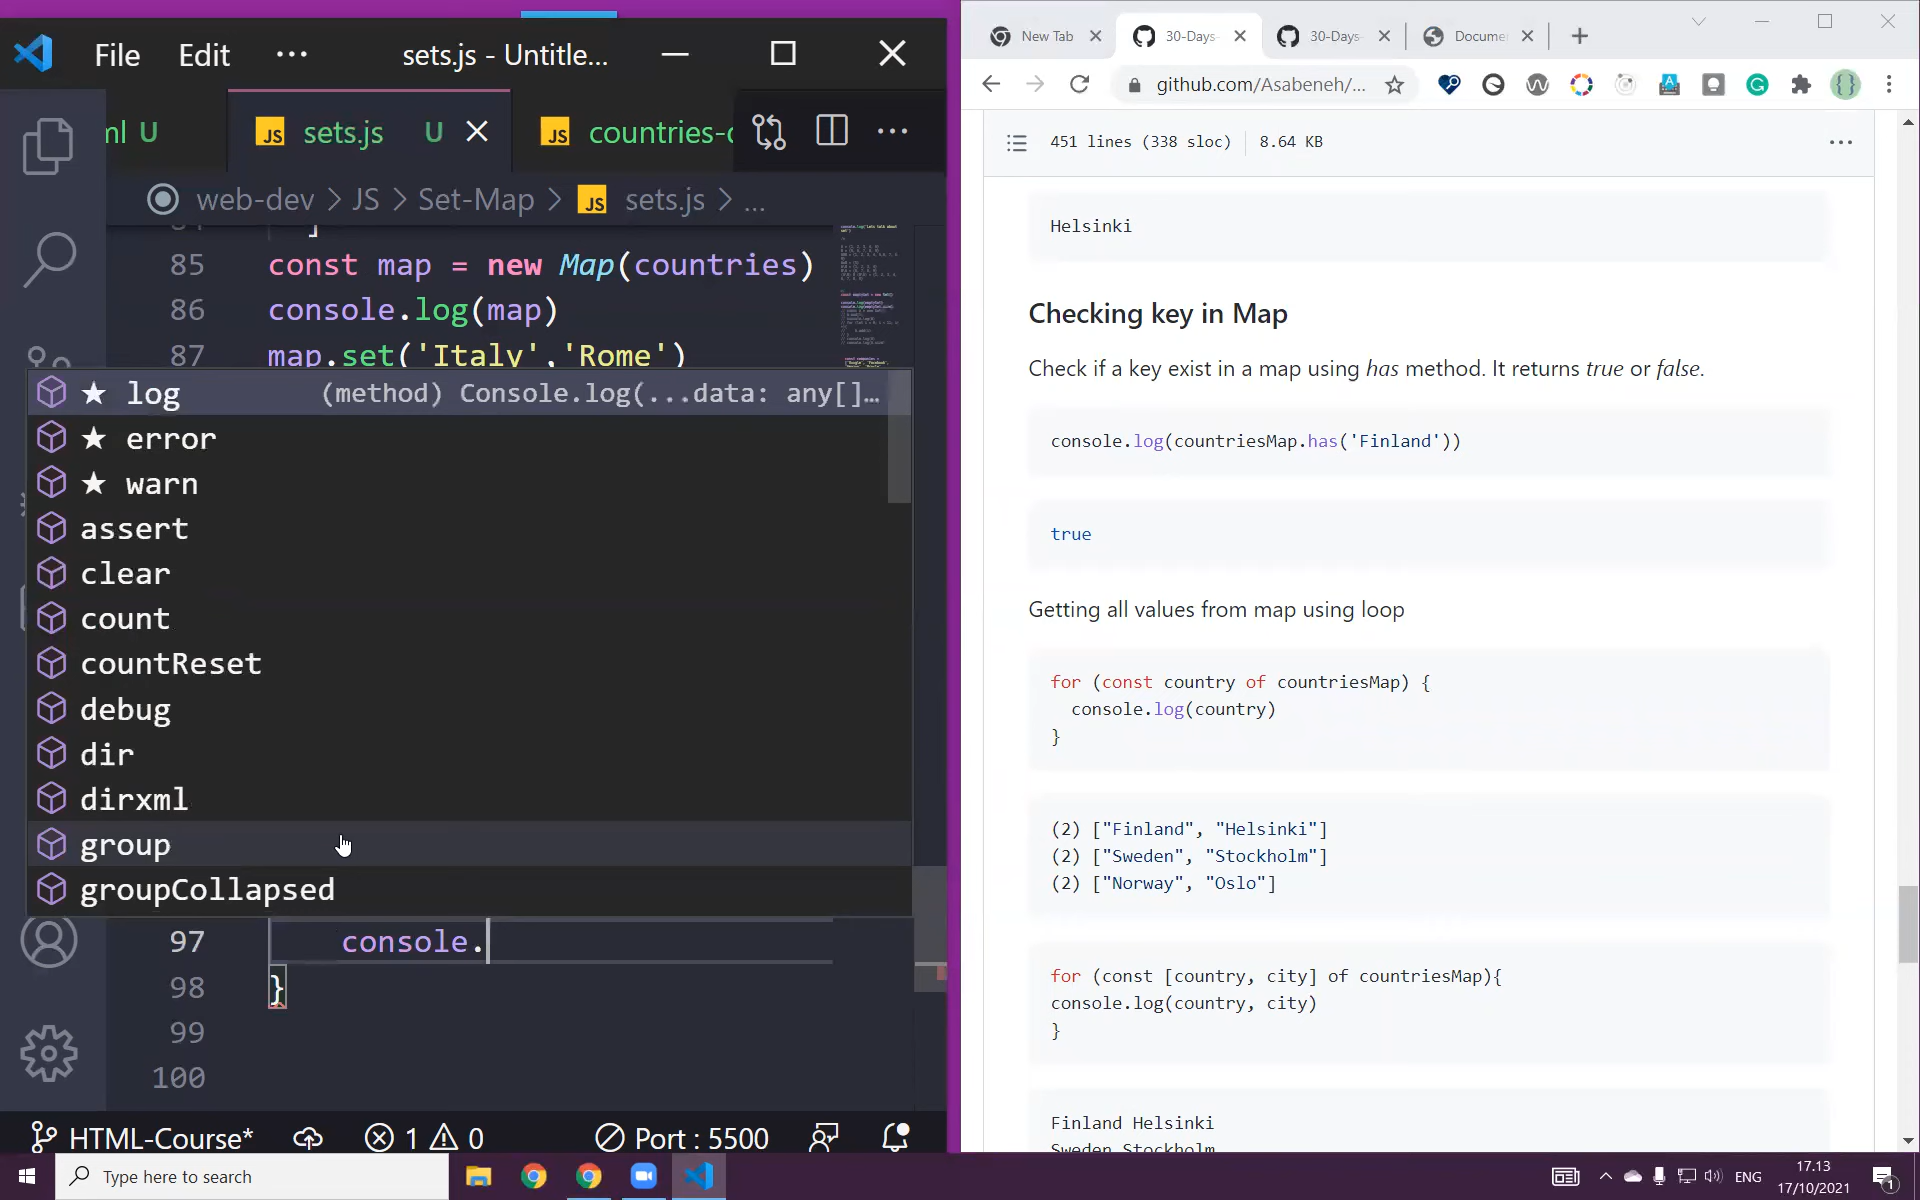 File Edit ··· sets.js - Untitle...
ml U sets.js U countries-c ···
web-dev > JS > Set-Map > JS sets.js > ...
]
85 const map = new Map(countries)
86 console.log(map)
87 map.set('Italy','Rome')
★ log (method) Console.log(...data: any[]...
★ error
★ warn
assert
clear
count
countReset
debug
dir
dirxml
group
groupCollapsed
97 console.
98 }
99
100
HTML-Course* 1 0 Port : 5500
New Tab 30-Days- 30-Days- Docume
github.com/Asabeneh/...
451 lines (338 sloc) 8.64 KB
Helsinki
Checking key in Map
Check if a key exist in a map using has method. It returns true or false.
console.log(countriesMap.has('Finland'))
true
Getting all values from map using loop
for (const country of countriesMap) {
console.log(country)
}
(2) ["Finland", "Helsinki"]
(2) ["Sweden", "Stockholm"]
(2) ["Norway", "Oslo"]
for (const [country, city] of countriesMap){
console.log(country, city)
}
Finland Helsinki
Sweden Stockholm
Type here to search
ENG 17.13
17/10/2021
1